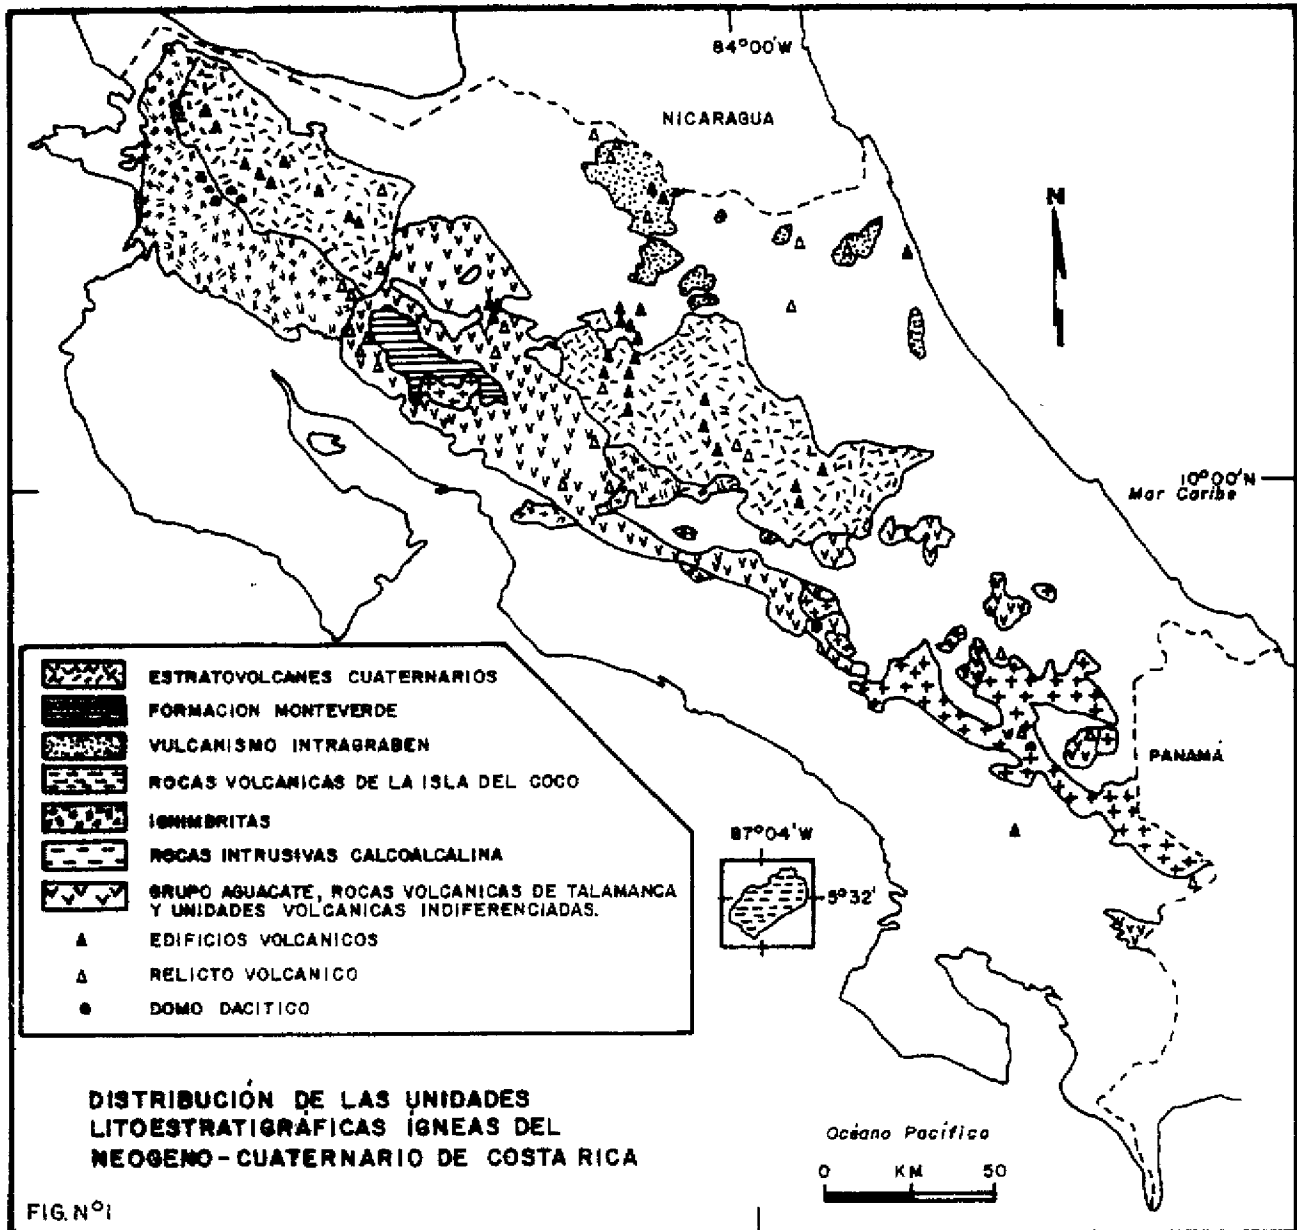 84°00'W
NICARAGUA
N
10°00'N
Mar Caribe
ESTRATOVOLCANES CUATERNARIOS
FORMACION MONTEVERDE
VULCANISMO INTRAGRABEN
ROCAS VOLCANICAS DE LA ISLA DEL COCO
IGNIMBRITAS
ROCAS INTRUSIVAS CALCOALCALINA
GRUPO AGUACATE, ROCAS VOLCANICAS DE TALAMANCA
Y UNIDADES VOLCANICAS INDIFERENCIADAS.
EDIFICIOS VOLCANICOS
RELICTO VOLCANICO
DOMO DACITICO
PANAMÁ
87°04'W
5°32'
DISTRIBUCIÓN DE LAS UNIDADES
LITOESTRATIGRÁFICAS ÍGNEAS DEL
NEOGENO-CUATERNARIO DE COSTA RICA
Océano Pacífico
0 KM 50
FIG. N°1